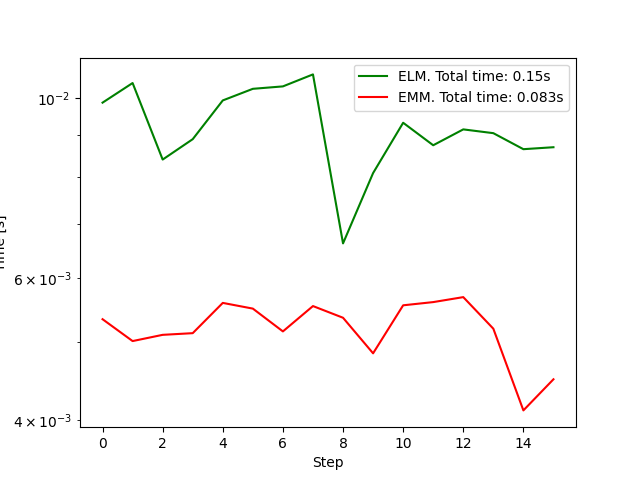 ELM. Total time: 0.15s
EMM. Total time: 0.083s
10⁻²
6 × 10⁻³
4 × 10⁻³
Time [s]
0 2 4 6 8 10 12 14
Step